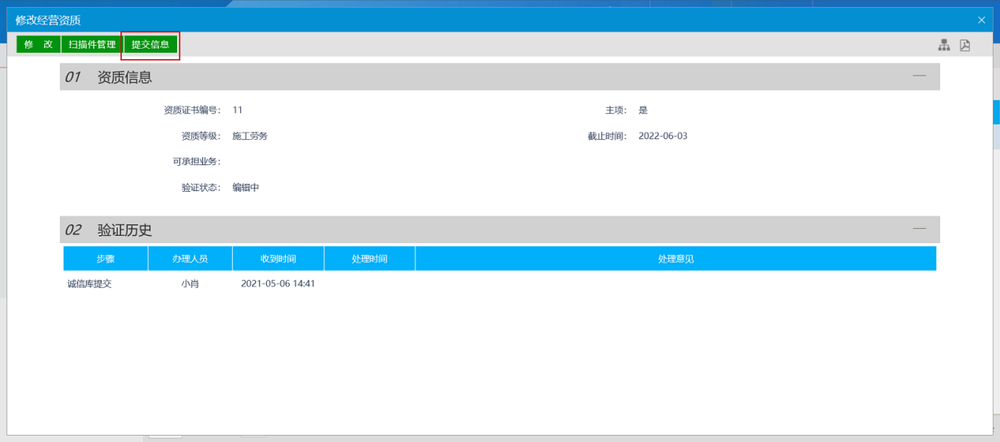 修改经营资质
修 改 扫描件管理 提交信息
01 资质信息
资质证书编号： 11 主项： 是
资质等级： 施工劳务 截止时间： 2022-06-03
可承担业务：
验证状态： 编辑中
02 验证历史
步骤 办理人员 收到时间 处理时间 处理意见
诚信库提交 小肖 2021-05-06 14:41